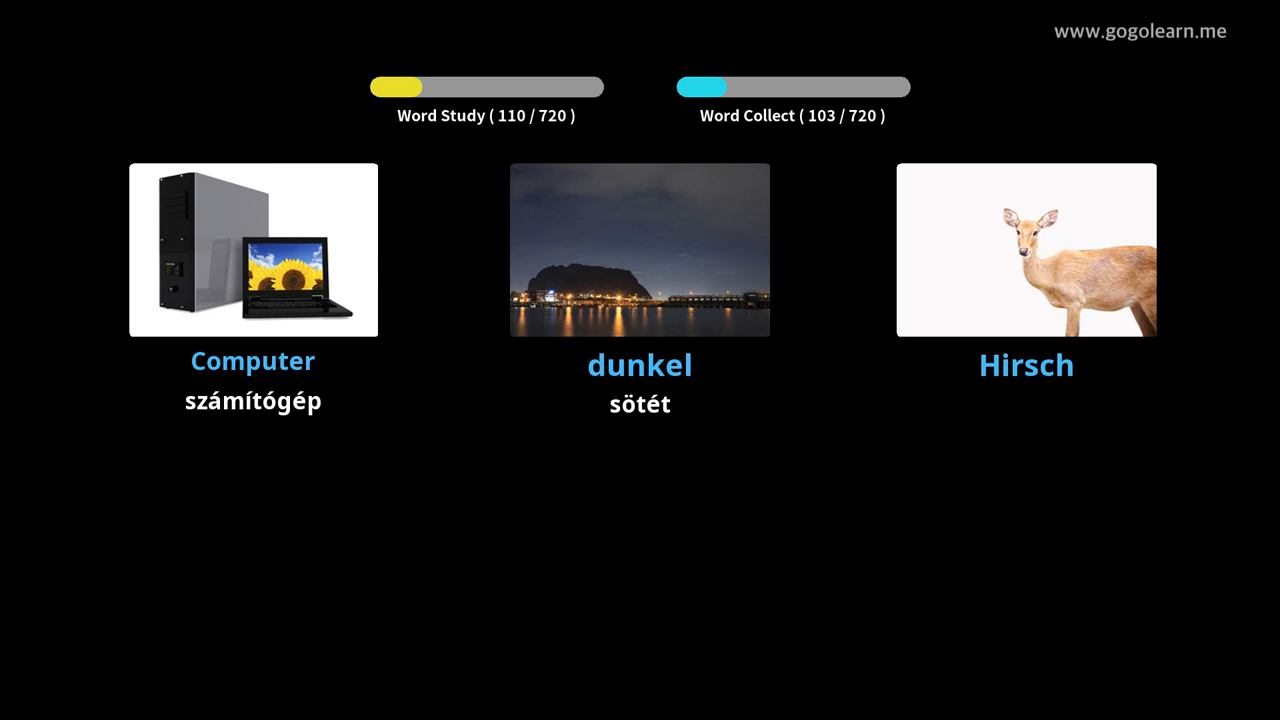 www.gogolearn.me
Word Study ( 110 / 720 )
Word Collect ( 103 / 720 )
Computer
számítógép
dunkel
sötét
Hirsch